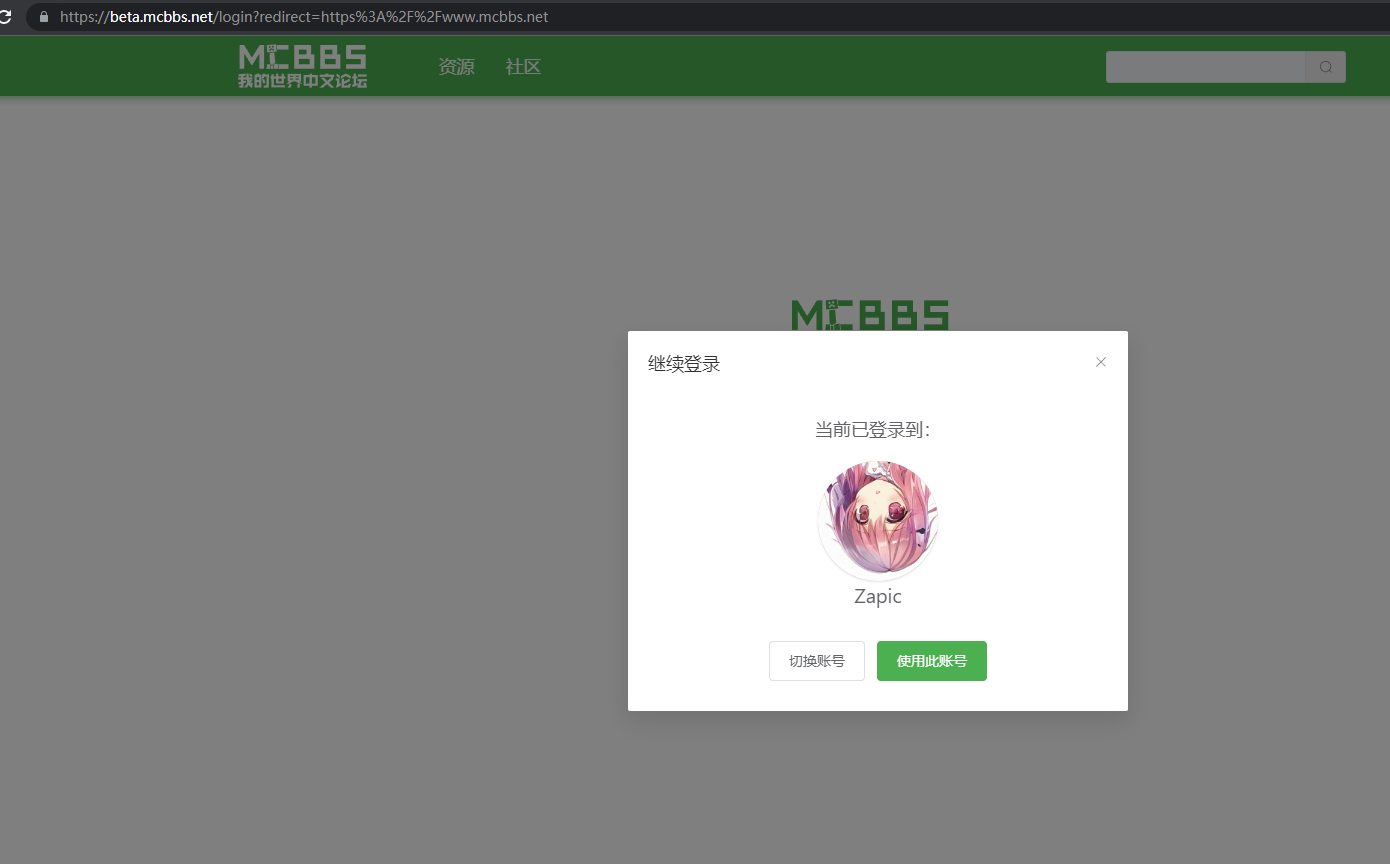 https://beta.mcbbs.net/login?redirect=https%3A%2F%2Fwww.mcbbs.net
MCBBS
我的世界中文论坛
资源
社区
MCBBS
继续登录
当前已登录到：
Zapic
切换账号
使用此账号